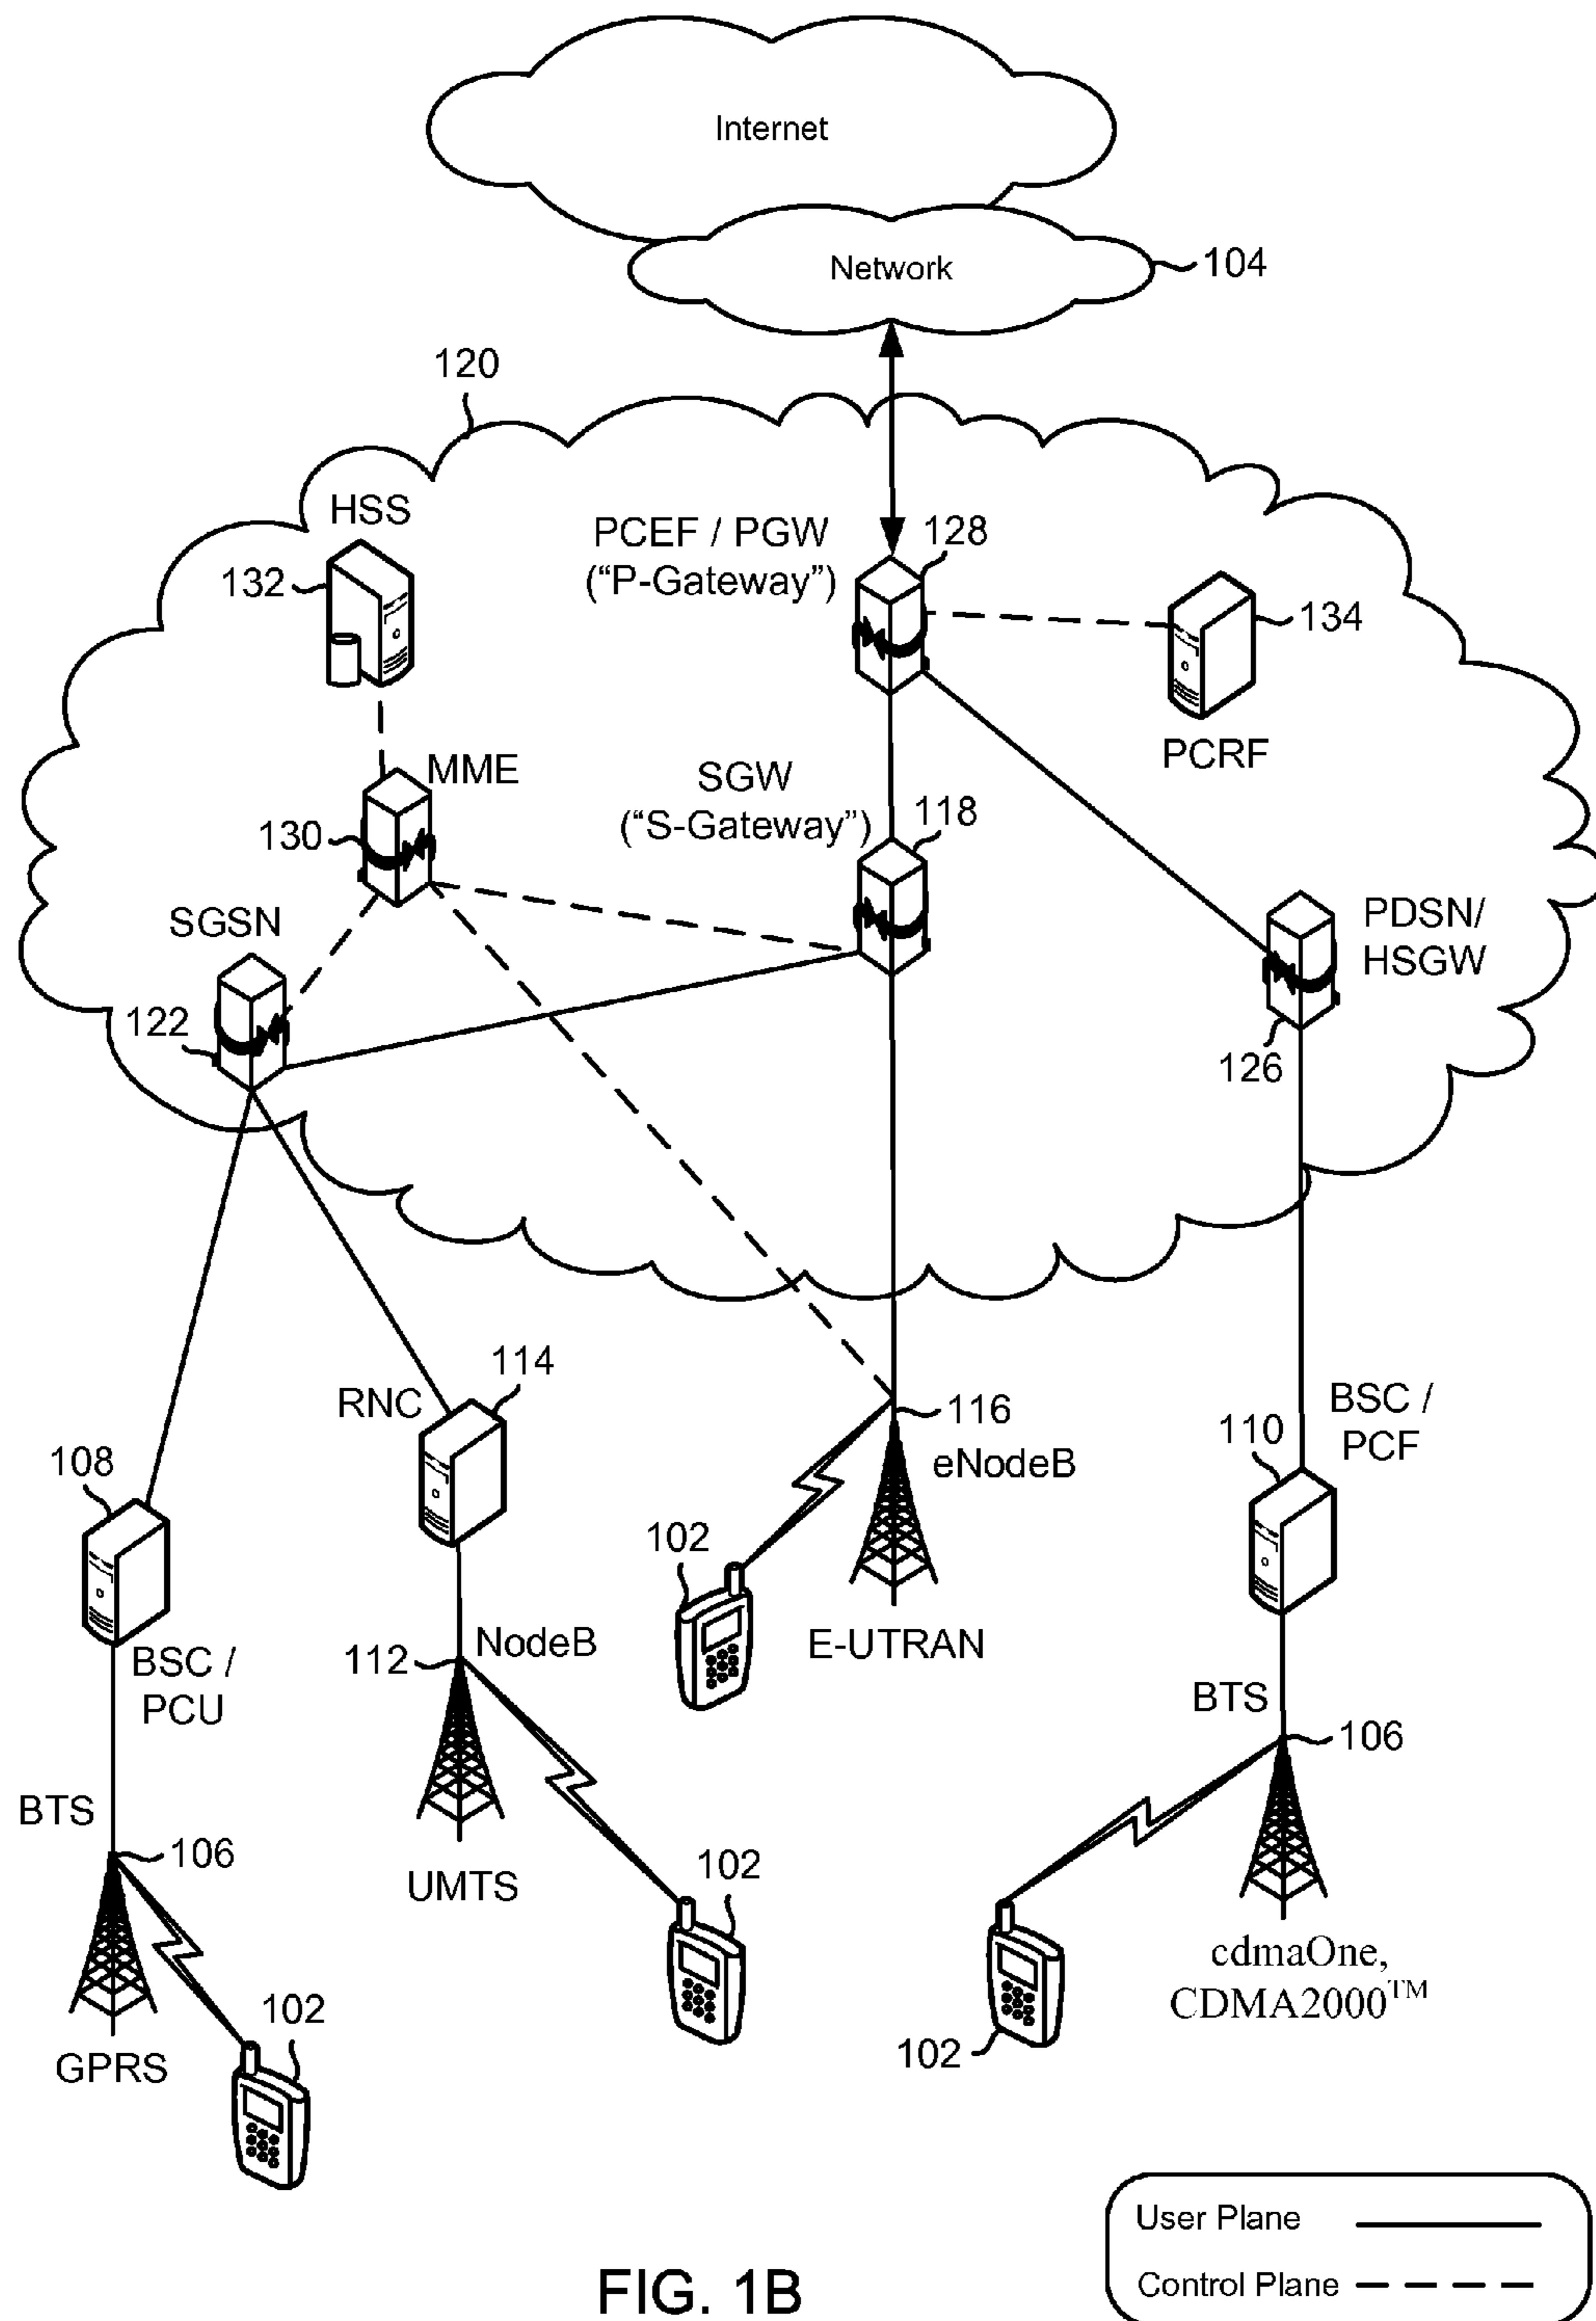 Internet
Network
104
120
HSS
132
PCEF / PGW
("P-Gateway")
128
134
PCRF
MME
130
SGW
("S-Gateway")
118
SGSN
122
PDSN/
HSGW
126
114
RNC
108
116
eNodeB
BSC /
PCF
110
102
E-UTRAN
BSC /
PCU
NodeB
112
BTS
106
BTS
106
UMTS
102
GPRS
102
102
cdmaOne,
CDMA2000™
User Plane
Control Plane
FIG. 1B